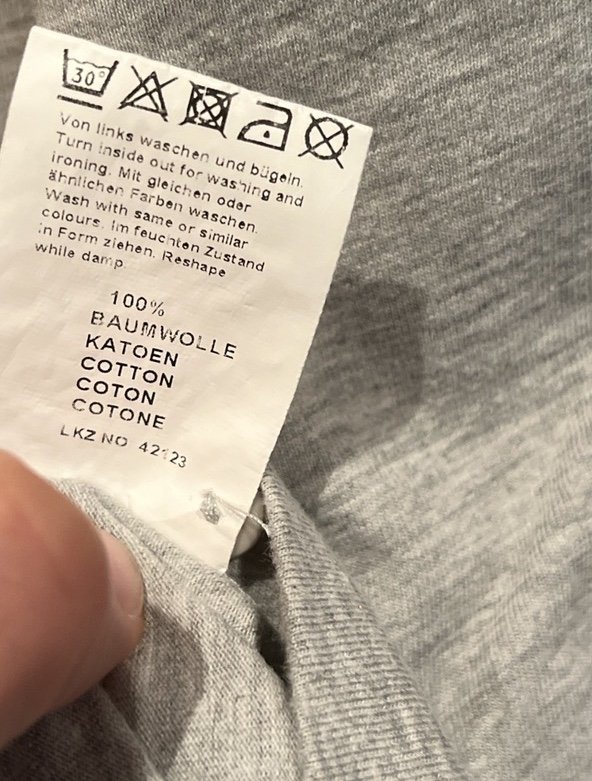 30°
Von links waschen und bügeln.
Turn inside out for washing and
ironing. Mit gleichen oder
ähnlichen Farben waschen.
Wash with same or similar
colours. Im feuchten Zustand
in Form ziehen. Reshape
while damp.
100%
BAUMWOLLE
KATOEN
COTTON
COTON
COTONE
LKZ NO 42123